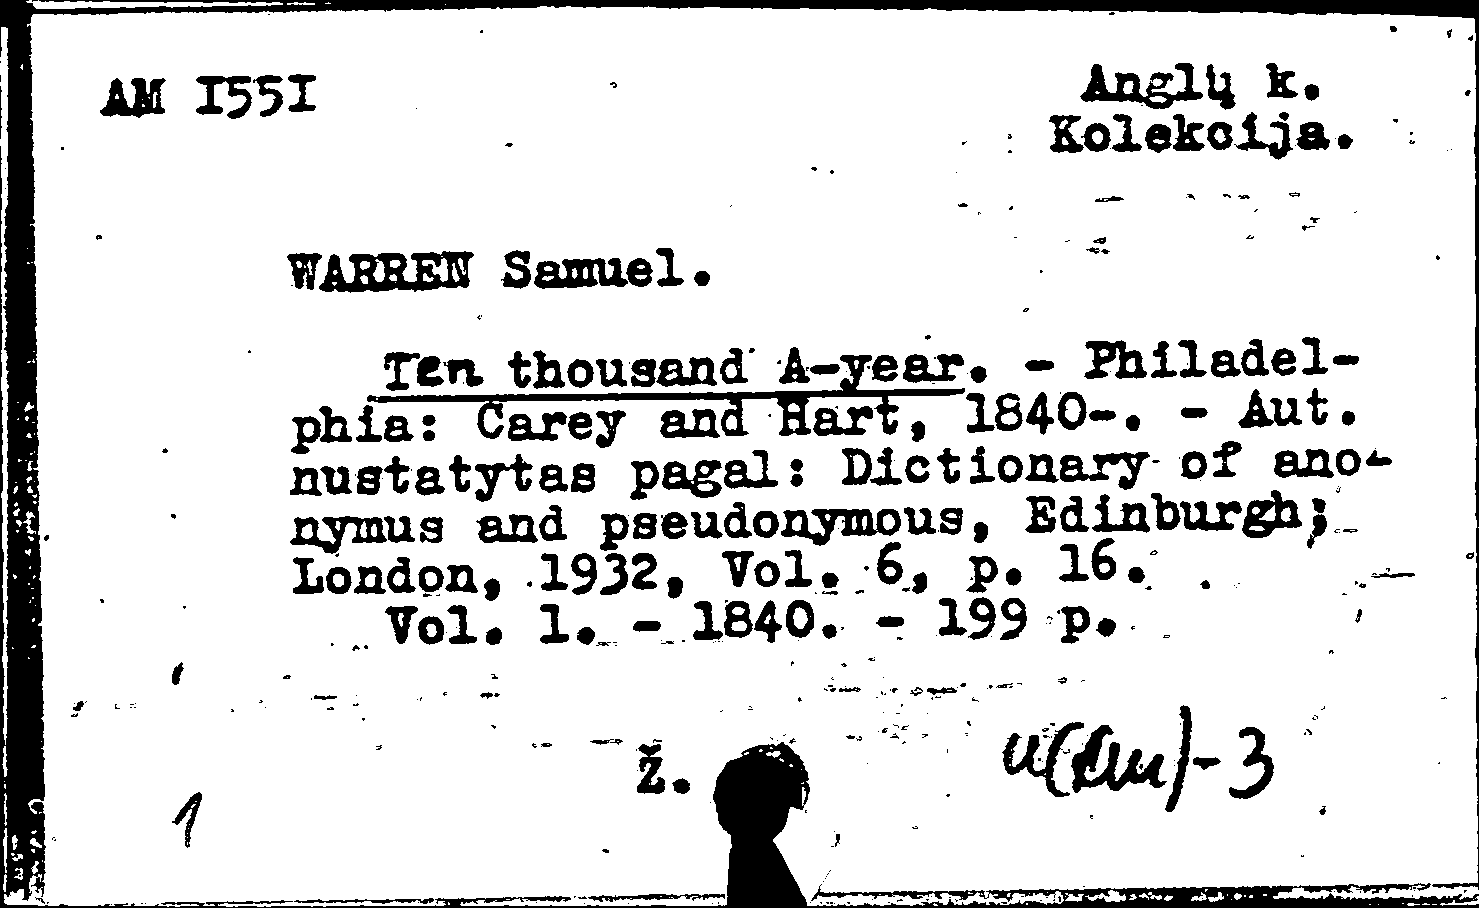 AM I55I
Anglų k.
Kolekcija.
WARREN Samuel.
Ten thousand A-year. - Philadel-
phia: Carey and Hart, 1840-. - Aut.
nustatytas pagal: Dictionary of ano-
nymus and pseudonymous, Edinburgh;
London, 1932, Vol. 6, p. 16.
Vol. 1. - 1840. - 199 p.
ž.
-3
1